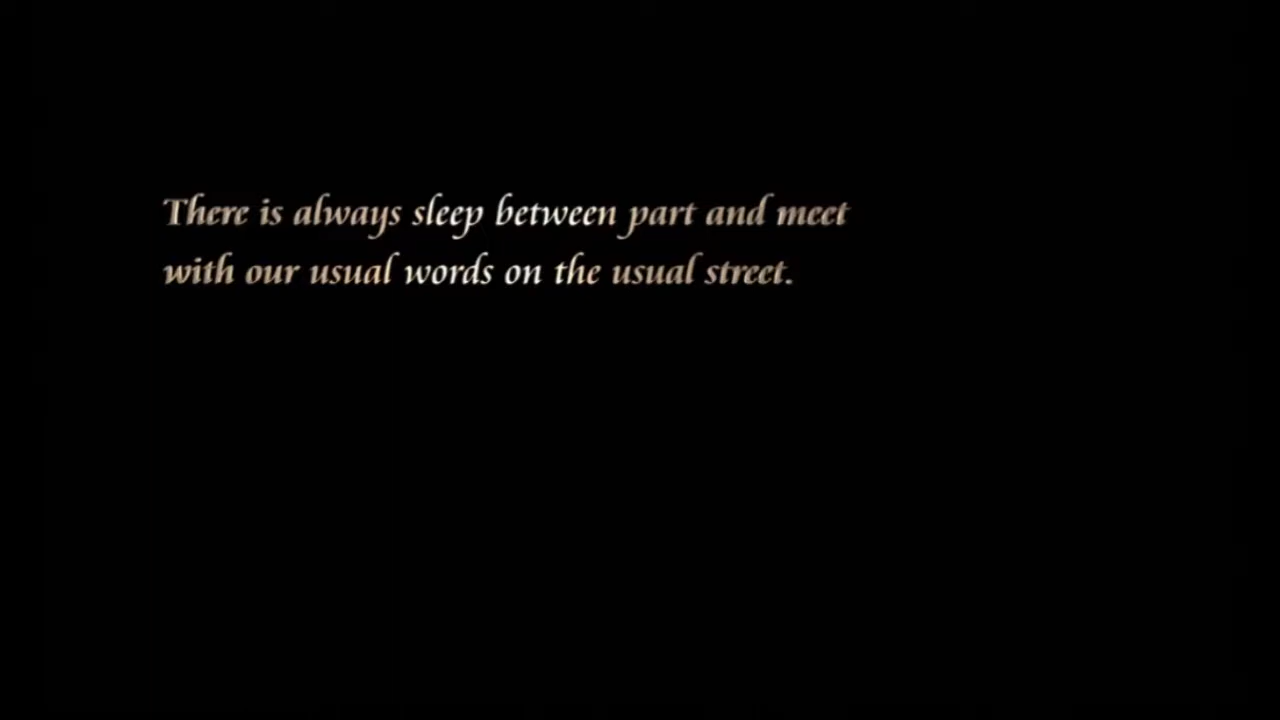 There is always sleep between part and meet
with our usual words on the usual street.